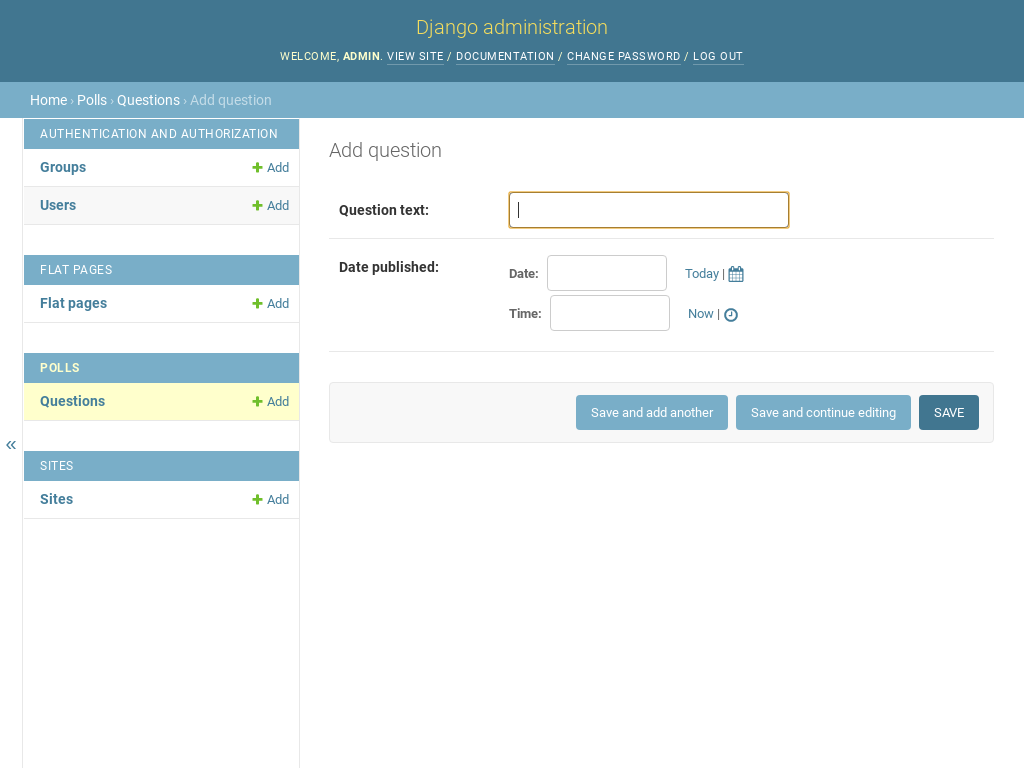 Django administration
WELCOME, ADMIN. VIEW SITE / DOCUMENTATION / CHANGE PASSWORD / LOG OUT
Home › Polls › Questions › Add question
AUTHENTICATION AND AUTHORIZATION
Groups Add
Users Add
FLAT PAGES
Flat pages Add
POLLS
Questions Add
SITES
Sites Add
«
Add question
Question text:
Date published:
Date: Today |
Time: Now |
Save and add another Save and continue editing SAVE